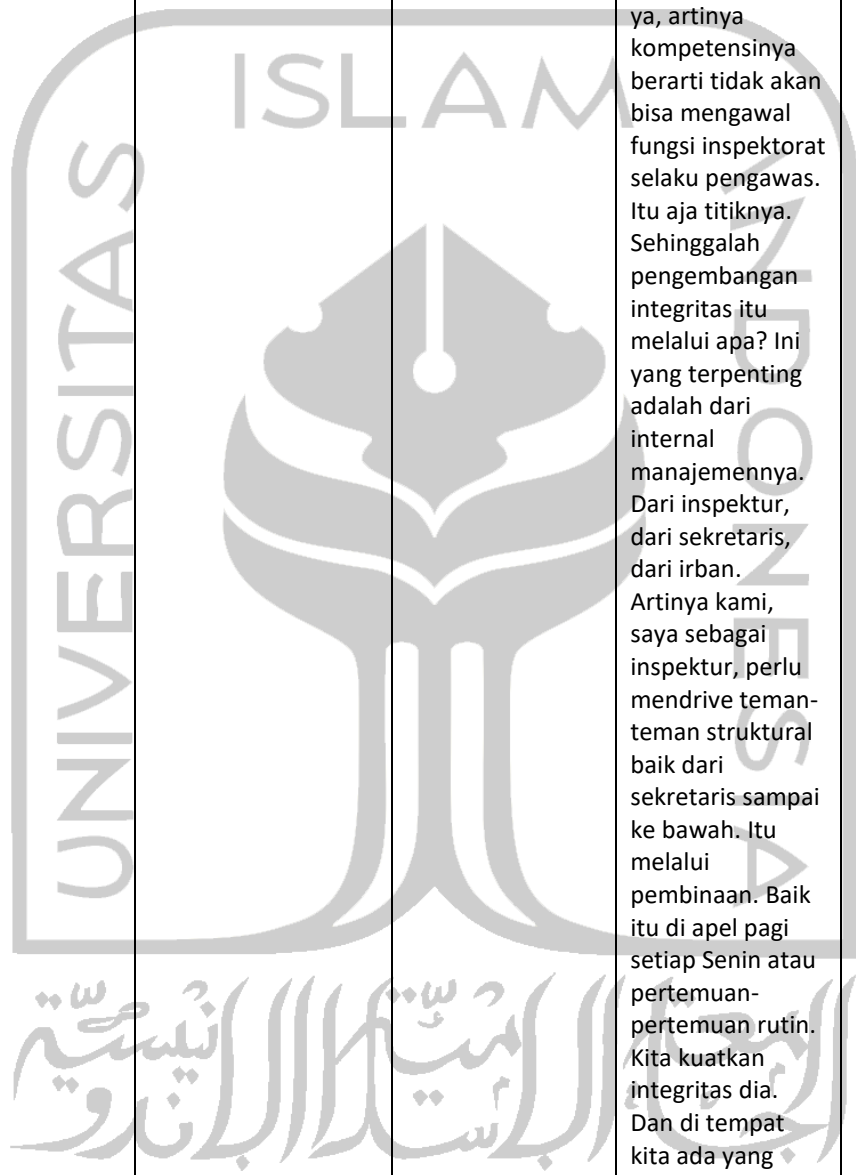 ya, artinya
kompetensinya
berarti tidak akan
bisa mengawal
fungsi inspektorat
selaku pengawas.
Itu aja titiknya.
Sehinggalah
pengembangan
integritas itu
melalui apa? Ini
yang terpenting
adalah dari
internal
manajemennya.
Dari inspektur,
dari sekretaris,
dari irban.
Artinya kami,
saya sebagai
inspektur, perlu
mendrive teman-
teman struktural
baik dari
sekretaris sampai
ke bawah. Itu
melalui
pembinaan. Baik
itu di apel pagi
setiap Senin atau
pertemuan-
pertemuan rutin.
Kita kuatkan
integritas dia.
Dan di tempat
kita ada yang
ISLAM
UNIVERSITAS
INDONESIA